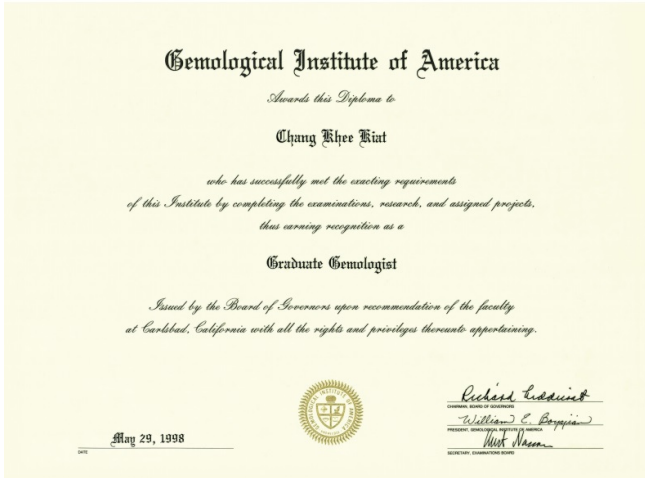 Gemological Institute of America
Awards this Diploma to
Chang Khee Kiat
who has successfully met the exacting requirements
of this Institute by completing the examinations, research, and assigned projects,
thus earning recognition as a
Graduate Gemologist
Issued by the Board of Governors upon recommendation of the faculty
at Carlsbad, California with all the rights and privileges thereunto appertaining.
GEMOLOGICAL INSTITUTE OF AMERICA
May 29, 1998
DATE
Richard
CHAIRMAN, BOARD OF GOVERNORS
William E. Boyajian
PRESIDENT, GEMOLOGICAL INSTITUTE OF AMERICA
SECRETARY, EXAMINATIONS BOARD